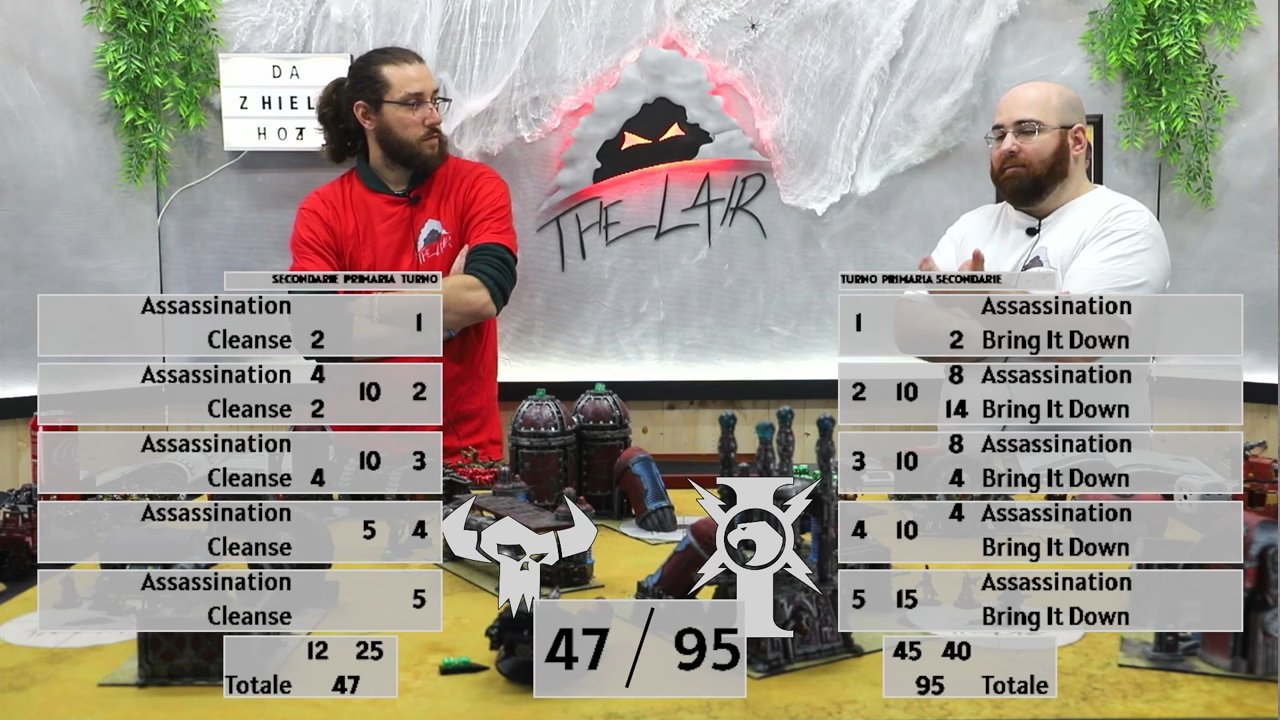 DA
ZHIEL
HOT
THE LAIR
THE LAIR
SECONDARIE PRIMARIA TURNO
Assassination
Cleanse 2
1
Assassination 4
Cleanse 2
10 2
Assassination
Cleanse 4
10 3
Assassination
Cleanse
5 4
Assassination
Cleanse
5
12 25
Totale 47
47 / 95
TURNO PRIMARIA SECONDARIE
1
Assassination
2 Bring It Down
2 10
8 Assassination
14 Bring It Down
3 10
8 Assassination
4 Bring It Down
4 10
4 Assassination
Bring It Down
5 15
Assassination
Bring It Down
45 40
95 Totale